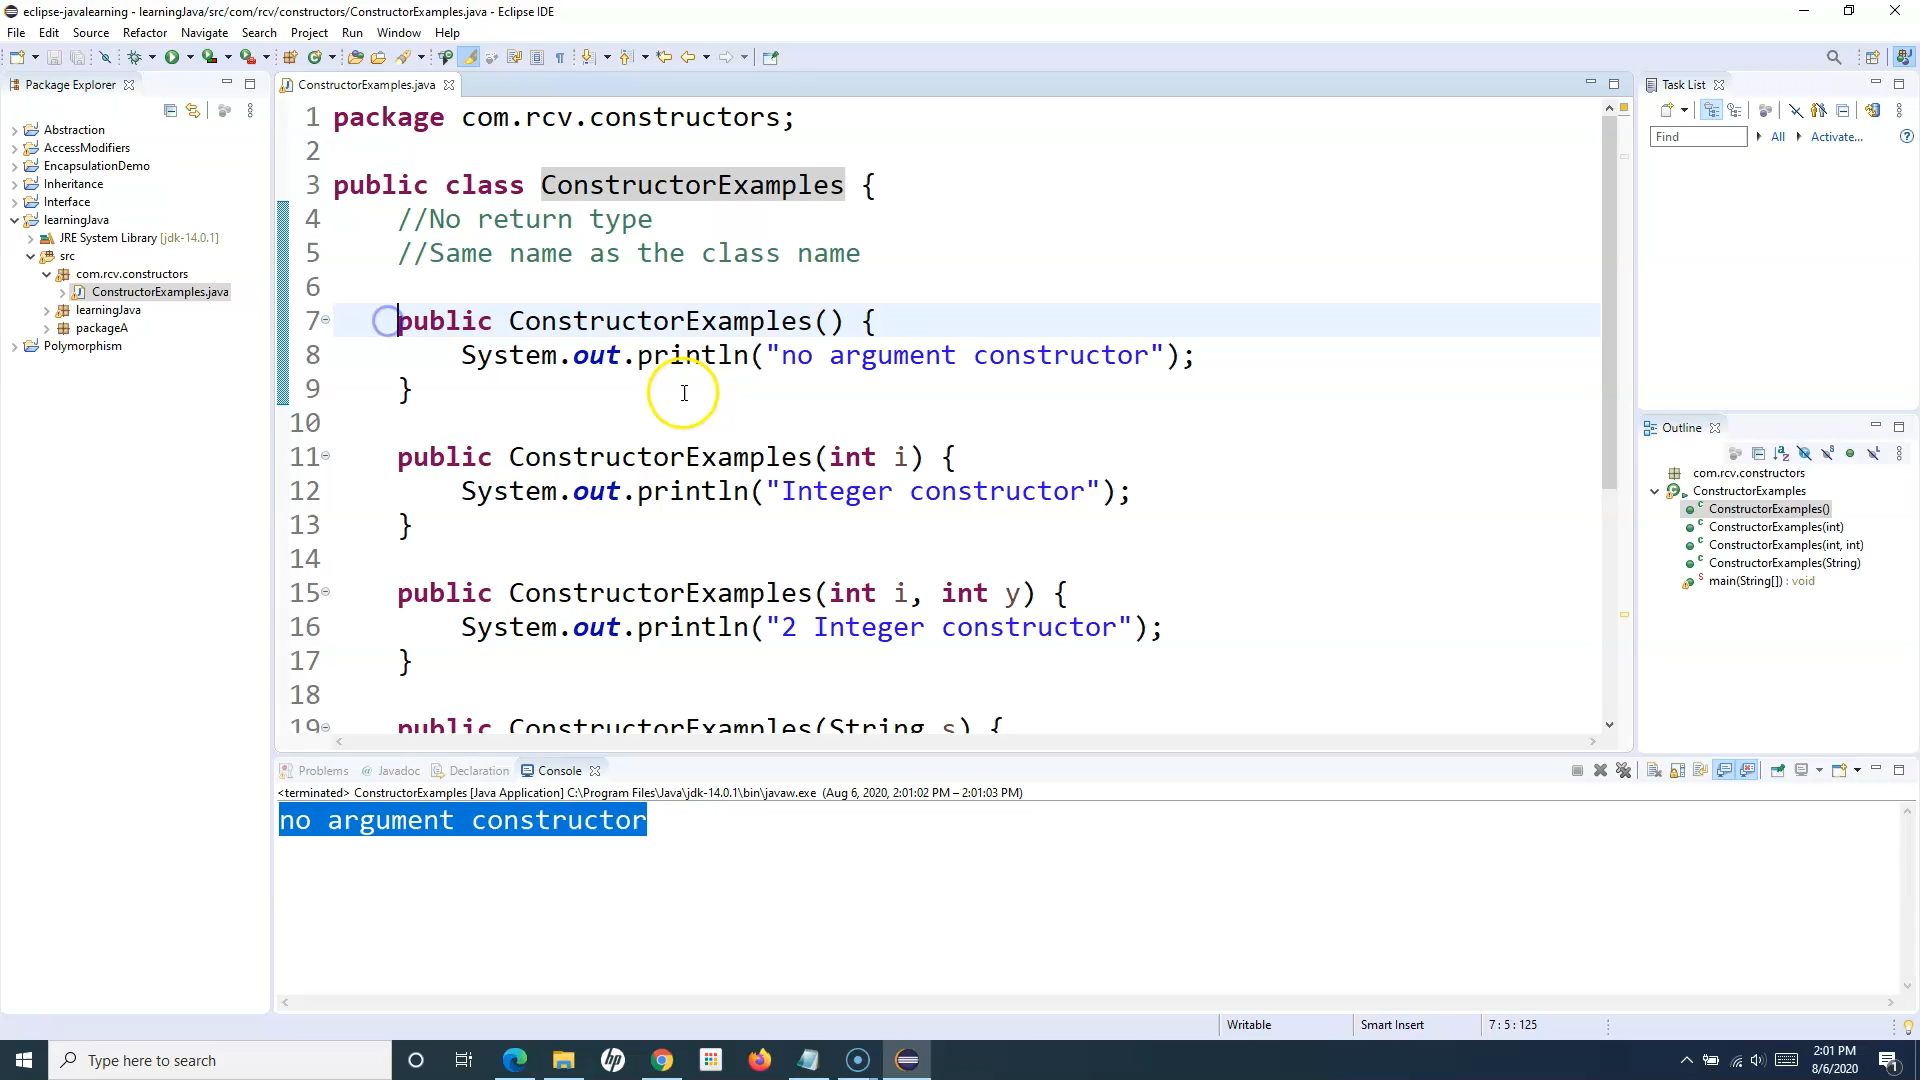 eclipse-javalearning - learningJava/src/com/rcv/constructors/ConstructorExamples.java - Eclipse IDE
File Edit Source Refactor Navigate Search Project Run Window Help
Package Explorer
Abstraction
AccessModifiers
EncapsulationDemo
Inheritance
Interface
learningJava
JRE System Library [jdk-14.0.1]
src
com.rcv.constructors
ConstructorExamples.java
learningJava
packageA
Polymorphism
ConstructorExamples.java
1 package com.rcv.constructors;
2
3 public class ConstructorExamples {
4 //No return type
5 //Same name as the class name
6
7 public ConstructorExamples() {
8 System.out.println("no argument constructor");
9 }
10
11 public ConstructorExamples(int i) {
12 System.out.println("Integer constructor");
13 }
14
15 public ConstructorExamples(int i, int y) {
16 System.out.println("2 Integer constructor");
17 }
18
19 public ConstructorExamples(String s) {
Task List
Find All Activate...
Outline
com.rcv.constructors
ConstructorExamples
ConstructorExamples()
ConstructorExamples(int)
ConstructorExamples(int, int)
ConstructorExamples(String)
main(String[]) : void
Problems Javadoc Declaration Console
<terminated> ConstructorExamples [Java Application] C:\Program Files\Java\jdk-14.0.1\bin\javaw.exe (Aug 6, 2020, 2:01:02 PM – 2:01:03 PM)
no argument constructor
Writable Smart Insert 7 : 5 : 125
Type here to search
2:01 PM
8/6/2020
1